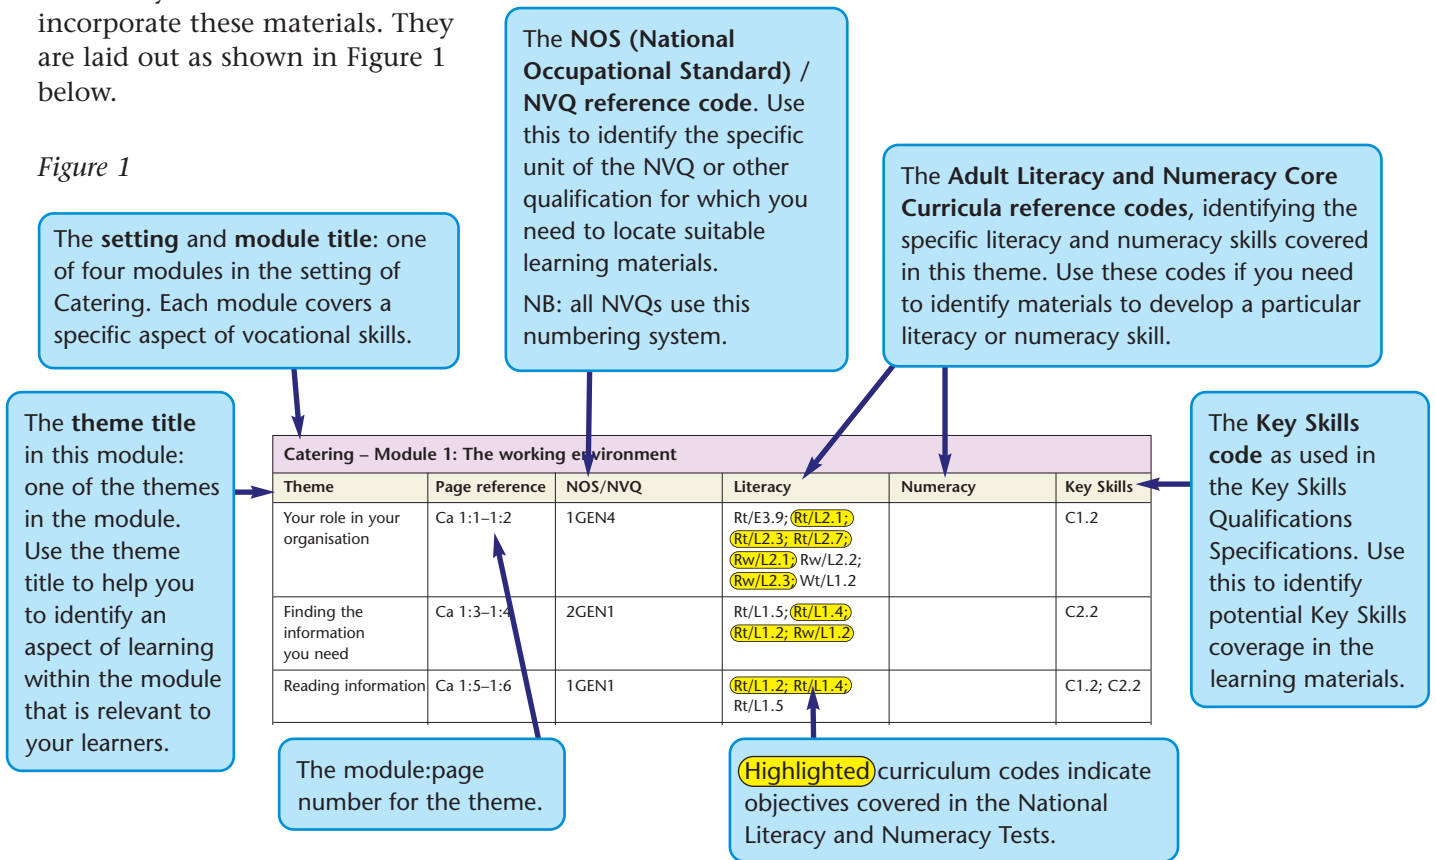 incorporate these materials. They
are laid out as shown in Figure 1
below.
Figure 1
The setting and module title: one
of four modules in the setting of
Catering. Each module covers a
specific aspect of vocational skills.
The NOS (National
Occupational Standard) /
NVQ reference code. Use
this to identify the specific
unit of the NVQ or other
qualification for which you
need to locate suitable
learning materials.
NB: all NVQs use this
numbering system.
The Adult Literacy and Numeracy Core
Curricula reference codes, identifying the
specific literacy and numeracy skills covered
in this theme. Use these codes if you need
to identify materials to develop a particular
literacy or numeracy skill.
The theme title
in this module:
one of the themes
in the module.
Use the theme
title to help you
to identify an
aspect of learning
within the module
that is relevant to
your learners.
Catering – Module 1: The working environment
Theme Page reference NOS/NVQ Literacy Numeracy Key Skills
Your role in your Ca 1:1–1:2 1GEN4 Rt/E3.9; Rt/L2.1; C1.2
organisation Rt/L2.3; Rt/L2.7;
Rw/L2.1; Rw/L2.2;
Rw/L2.3; Wt/L1.2
Finding the Ca 1:3–1:4 2GEN1 Rt/L1.5; Rt/L1.4; C2.2
information Rt/L1.2; Rw/L1.2
you need
Reading information Ca 1:5–1:6 1GEN1 Rt/L1.2; Rt/L1.4; C1.2; C2.2
Rt/L1.5
The Key Skills
code as used in
the Key Skills
Qualifications
Specifications. Use
this to identify
potential Key Skills
coverage in the
learning materials.
The module:page
number for the theme.
Highlighted curriculum codes indicate
objectives covered in the National
Literacy and Numeracy Tests.